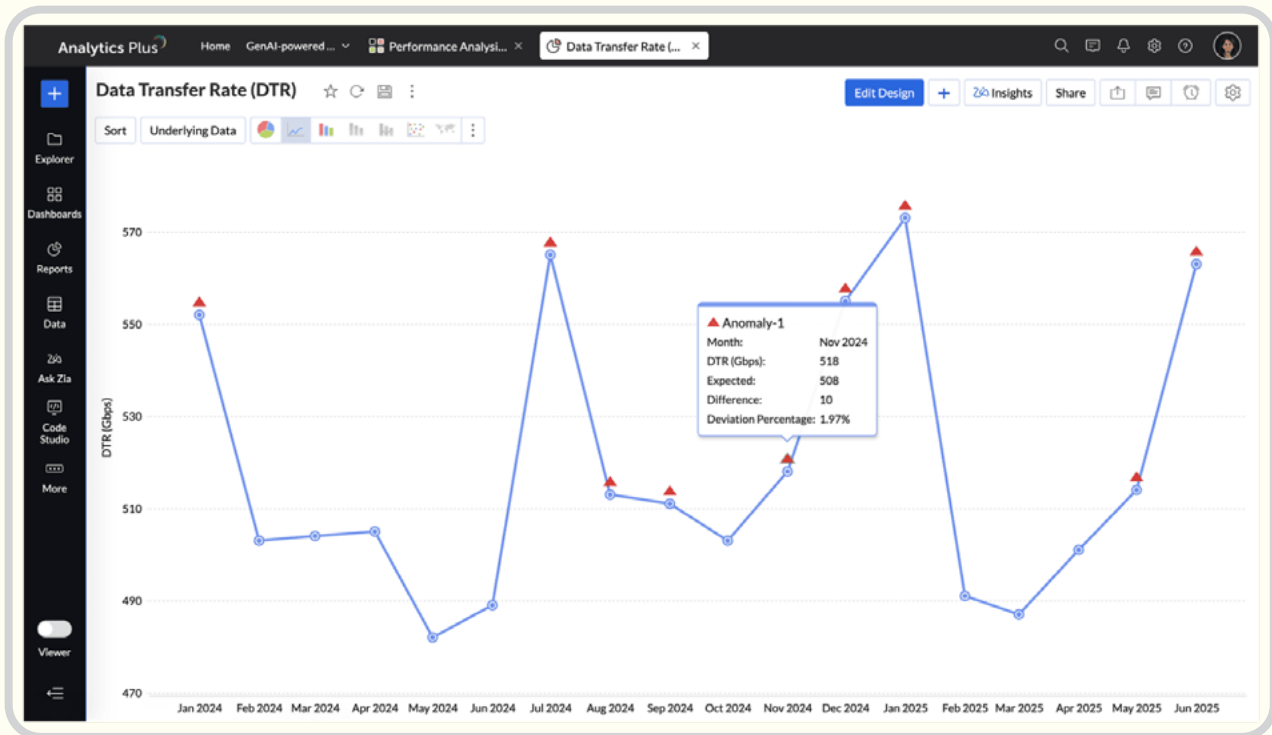 Analytics Plus
Home
GenAI-powered ...
Performance Analysi... ×
Data Transfer Rate (... ×
Data Transfer Rate (DTR)
Edit Design
+
Insights
Share
Sort
Underlying Data
+
Explorer
Dashboards
Reports
Data
Ask Zia
Code
Studio
More
Viewer
DTR (Gbps)
570
550
530
510
490
470
Anomaly-1
Month: Nov 2024
DTR (Gbps): 518
Expected: 508
Difference: 10
Deviation Percentage: 1.97%
Jan 2024 Feb 2024 Mar 2024 Apr 2024 May 2024 Jun 2024 Jul 2024 Aug 2024 Sep 2024 Oct 2024 Nov 2024 Dec 2024 Jan 2025 Feb 2025 Mar 2025 Apr 2025 May 2025 Jun 2025